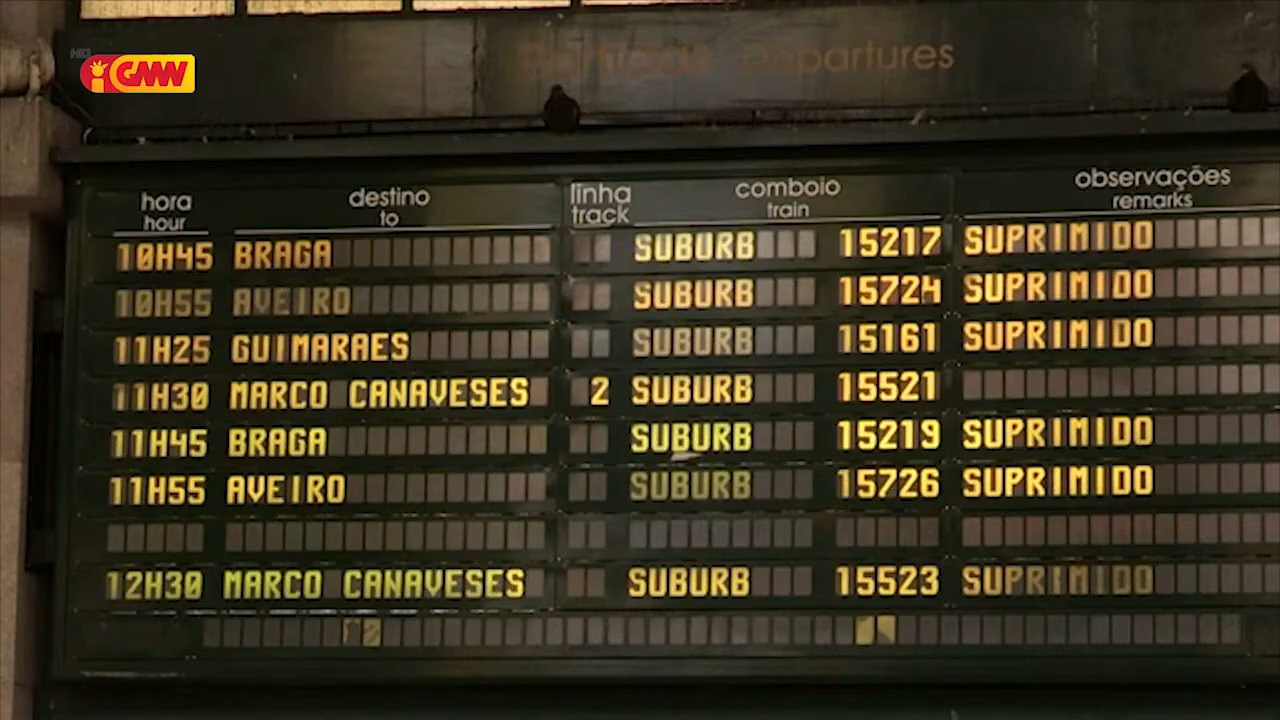 HD
GMW
Partidas Departures
hora destino linha comboio observações
hour to track train remarks
10H45 BRAGA SUBURB 15217 SUPRIMIDO
10H55 AVEIRO SUBURB 15724 SUPRIMIDO
11H25 GUIMARAES SUBURB 15161 SUPRIMIDO
11H30 MARCO CANAVESES 2 SUBURB 15521
11H45 BRAGA SUBURB 15219 SUPRIMIDO
11H55 AVEIRO SUBURB 15726 SUPRIMIDO
12H30 MARCO CANAVESES SUBURB 15523 SUPRIMIDO